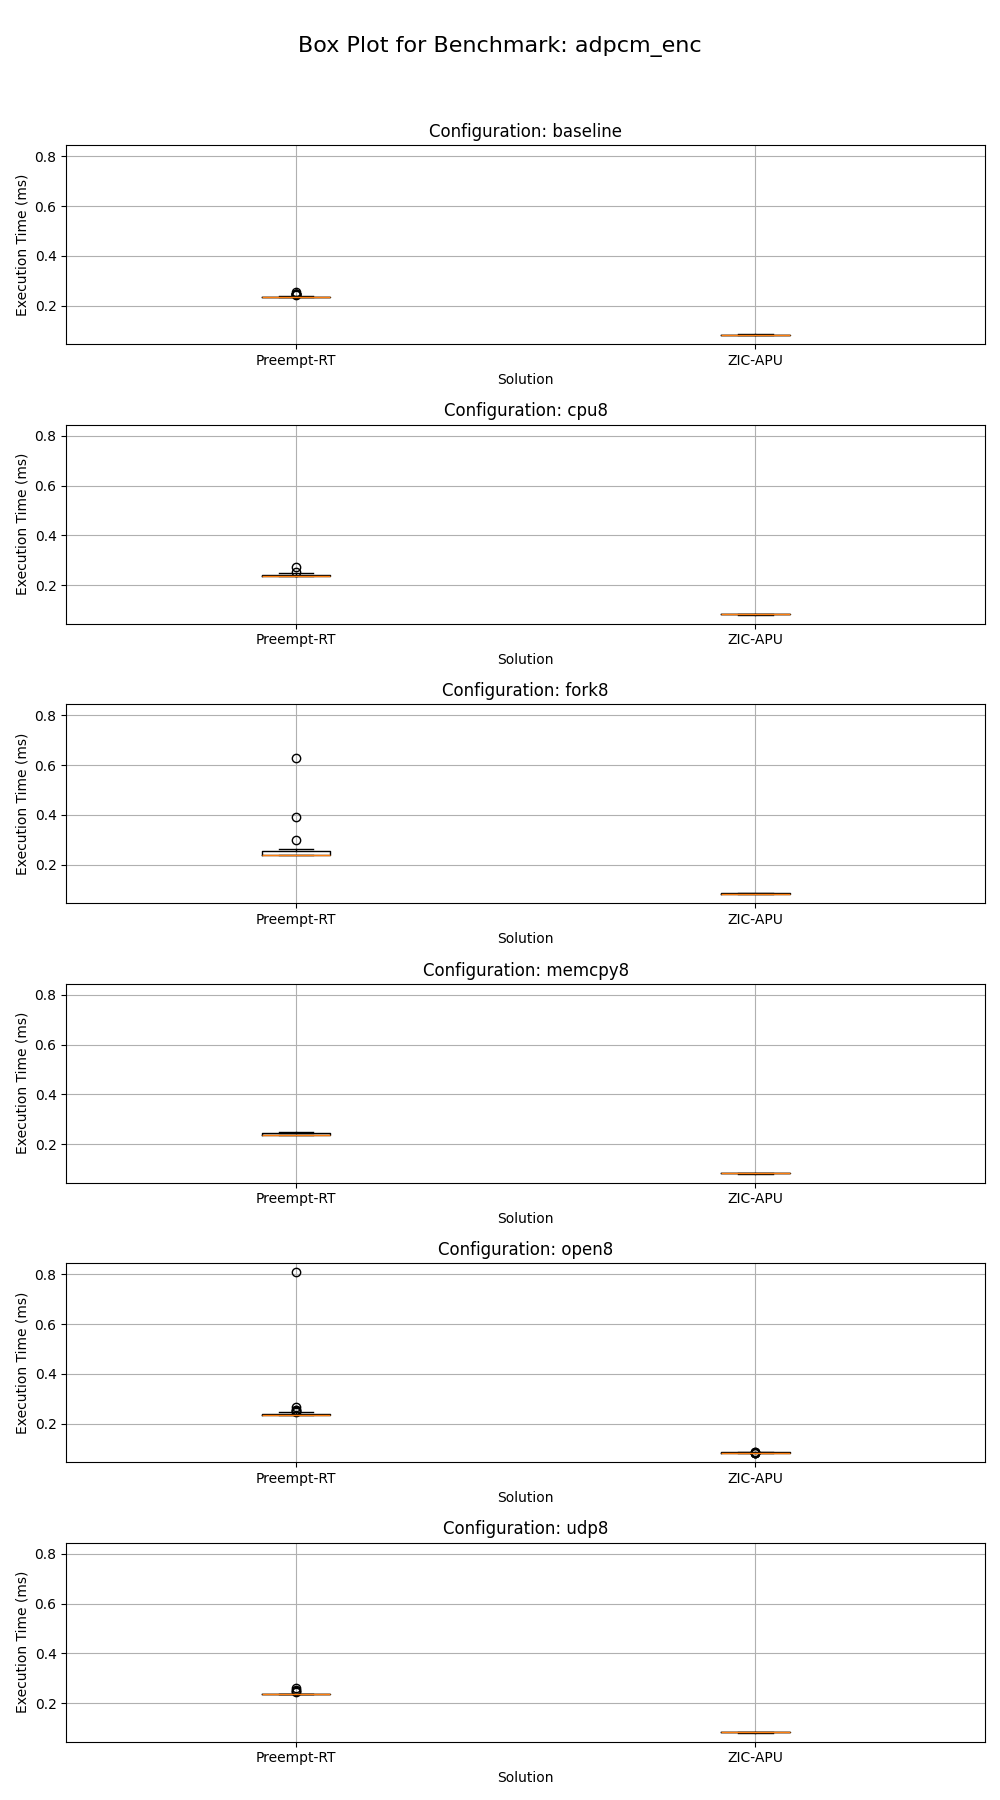 Box Plot for Benchmark: adpcm_enc
Configuration: baseline
Execution Time (ms)
0.8
0.6
0.4
0.2
Preempt-RT ZIC-APU
Solution
Configuration: cpu8
Execution Time (ms)
0.8
0.6
0.4
0.2
Preempt-RT ZIC-APU
Solution
Configuration: fork8
Execution Time (ms)
0.8
0.6
0.4
0.2
Preempt-RT ZIC-APU
Solution
Configuration: memcpy8
Execution Time (ms)
0.8
0.6
0.4
0.2
Preempt-RT ZIC-APU
Solution
Configuration: open8
Execution Time (ms)
0.8
0.6
0.4
0.2
Preempt-RT ZIC-APU
Solution
Configuration: udp8
Execution Time (ms)
0.8
0.6
0.4
0.2
Preempt-RT ZIC-APU
Solution